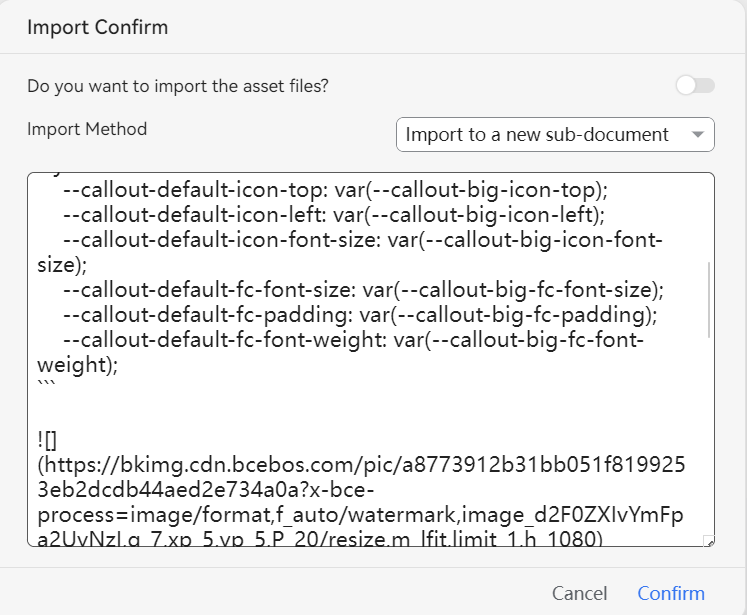 Import Confirm
Do you want to import the asset files?
Import Method
Import to a new sub-document
--callout-default-icon-top: var(--callout-big-icon-top);
--callout-default-icon-left: var(--callout-big-icon-left);
--callout-default-icon-font-size: var(--callout-big-icon-font-
size);
--callout-default-fc-font-size: var(--callout-big-fc-font-size);
--callout-default-fc-padding: var(--callout-big-fc-padding);
--callout-default-fc-font-weight: var(--callout-big-fc-font-
weight);
```
![]
(https://bkimg.cdn.bcebos.com/pic/a8773912b31bb051f819925
3eb2dcdb44aed2e734a0a?x-bce-
process=image/format,f_auto/watermark,image_d2F0ZXIvYmFp
a2UvNzI,g_7,xp_5,yp_5,P_20/resize,m_lfit,limit_1,h_1080)
Cancel
Confirm